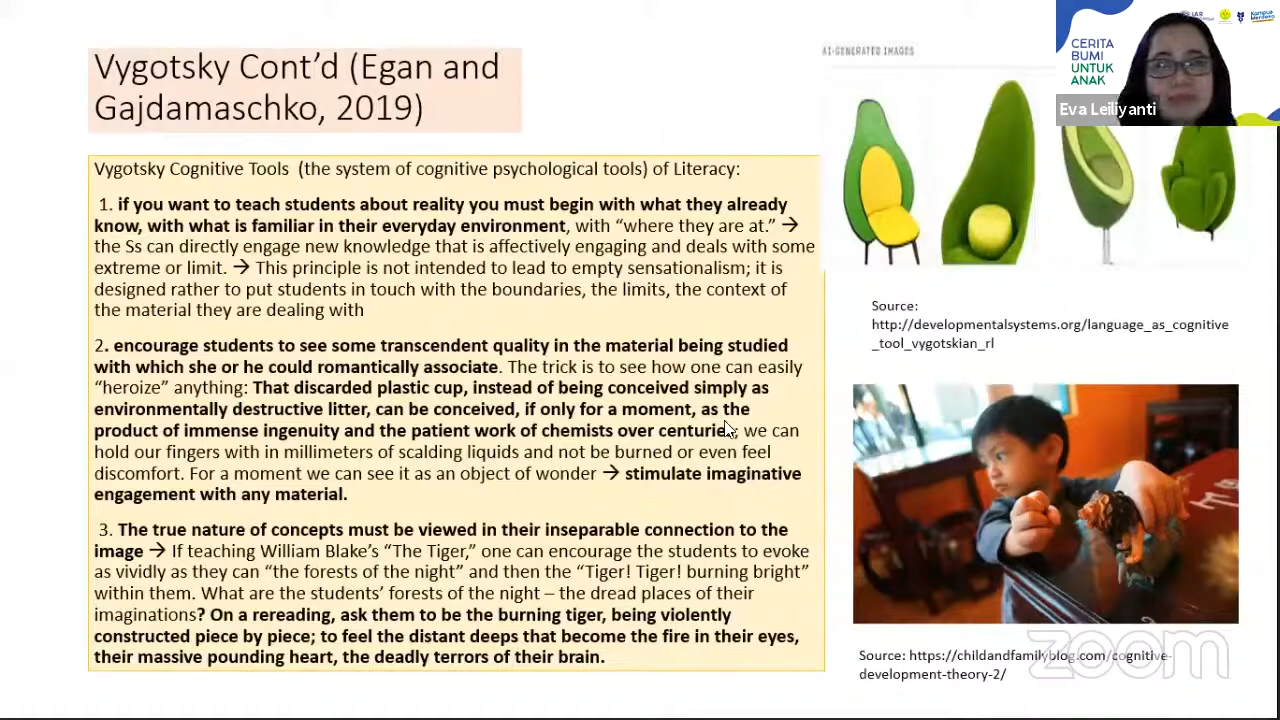 Vygotsky Cont'd (Egan and
Gajdamaschko, 2019)
Vygotsky Cognitive Tools (the system of cognitive psychological tools) of Literacy:
1. if you want to teach students about reality you must begin with what they already
know, with what is familiar in their everyday environment, with “where they are at.” →
the Ss can directly engage new knowledge that is affectively engaging and deals with some
extreme or limit. → This principle is not intended to lead to empty sensationalism; it is
designed rather to put students in touch with the boundaries, the limits, the context of
the material they are dealing with
2. encourage students to see some transcendent quality in the material being studied
with which she or he could romantically associate. The trick is to see how one can easily
“heroize” anything: That discarded plastic cup, instead of being conceived simply as
environmentally destructive litter, can be conceived, if only for a moment, as the
product of immense ingenuity and the patient work of chemists over centuries; we can
hold our fingers with in millimeters of scalding liquids and not be burned or even feel
discomfort. For a moment we can see it as an object of wonder → stimulate imaginative
engagement with any material.
3. The true nature of concepts must be viewed in their inseparable connection to the
image → If teaching William Blake’s “The Tiger,” one can encourage the students to evoke
as vividly as they can “the forests of the night” and then the “Tiger! Tiger! burning bright”
within them. What are the students’ forests of the night – the dread places of their
imaginations? On a rereading, ask them to be the burning tiger, being violently
constructed piece by piece; to feel the distant deeps that become the fire in their eyes,
their massive pounding heart, the deadly terrors of their brain.
AI-GENERATED IMAGES
Source:
http://developmentalsystems.org/language_as_cognitive
_tool_vygotskian_rl
Source: https://childandfamilyblog.com/cognitive-
development-theory-2/
zoom
CERITA
BUMI
UNTUK
ANAK
Eva Leiliyanti